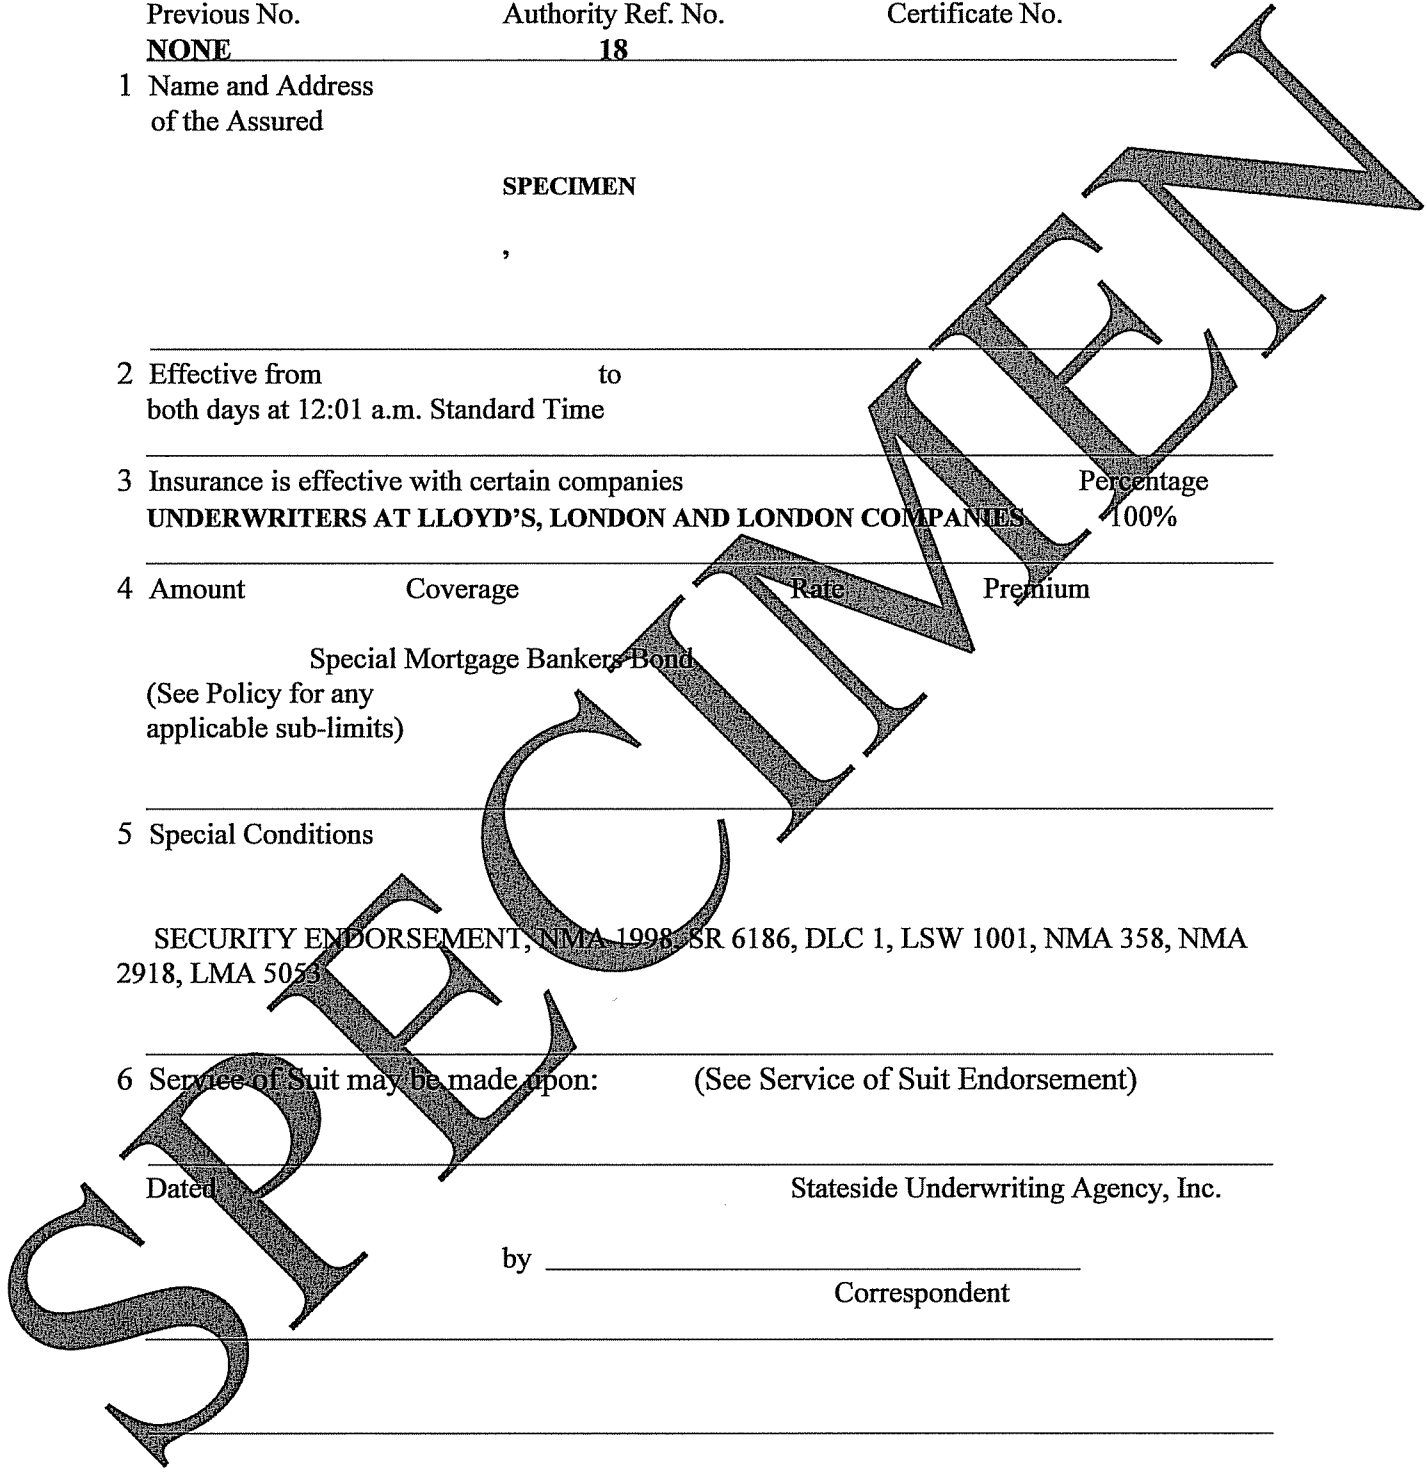 Previous No. Authority Ref. No. Certificate No.
NONE 18
1 Name and Address
of the Assured
SPECIMEN
,
2 Effective from to
both days at 12:01 a.m. Standard Time
3 Insurance is effective with certain companies Percentage
UNDERWRITERS AT LLOYD'S, LONDON AND LONDON COMPANIES 100%
4 Amount Coverage Rate Premium
Special Mortgage Bankers Bond
(See Policy for any
applicable sub-limits)
5 Special Conditions
SECURITY ENDORSEMENT, NMA 1998, SR 6186, DLC 1, LSW 1001, NMA 358, NMA
2918, LMA 5053
6 Service of Suit may be made upon: (See Service of Suit Endorsement)
Dated Stateside Underwriting Agency, Inc.
by
Correspondent
SPECIMEN